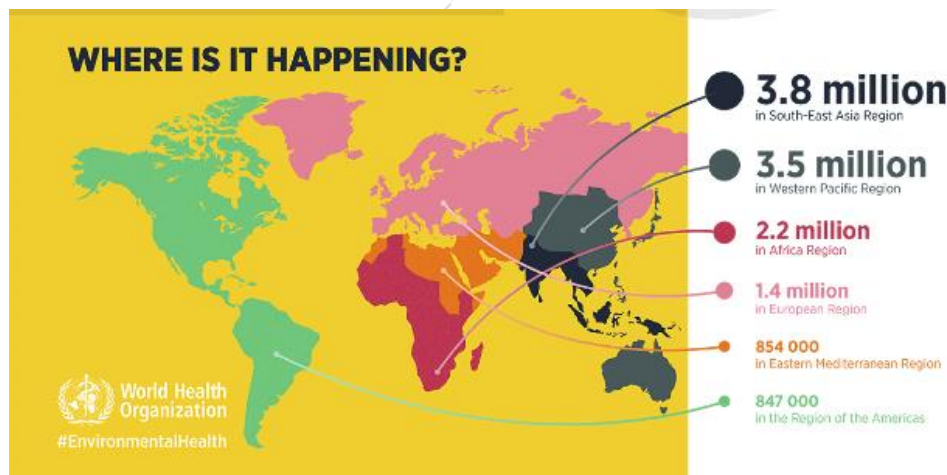 WHERE IS IT HAPPENING?
3.8 million
in South-East Asia Region
3.5 million
in Western Pacific Region
2.2 million
in Africa Region
1.4 million
in European Region
854 000
in Eastern Mediterranean Region
847 000
in the Region of the Americas
World Health
Organization
#EnvironmentalHealth